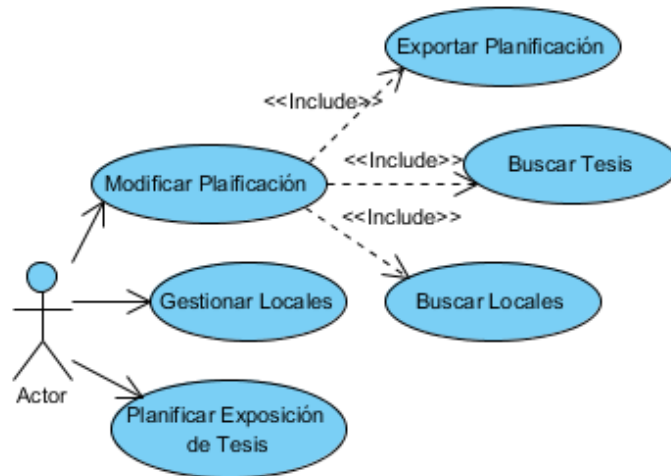 Exportar Planificación
<<Include>>
<<Include>>
Buscar Tesis
Modificar Plaificación
<<Include>>
Gestionar Locales
Buscar Locales
Actor
Planificar Exposición
de Tesis